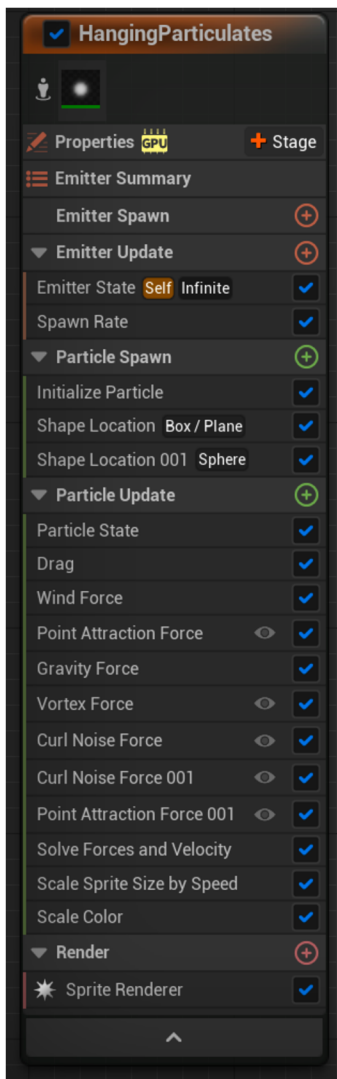 HangingParticulates
Properties GPU + Stage
Emitter Summary
Emitter Spawn
Emitter Update
Emitter State Self Infinite
Spawn Rate
Particle Spawn
Initialize Particle
Shape Location Box / Plane
Shape Location 001 Sphere
Particle Update
Particle State
Drag
Wind Force
Point Attraction Force
Gravity Force
Vortex Force
Curl Noise Force
Curl Noise Force 001
Point Attraction Force 001
Solve Forces and Velocity
Scale Sprite Size by Speed
Scale Color
Render
Sprite Renderer